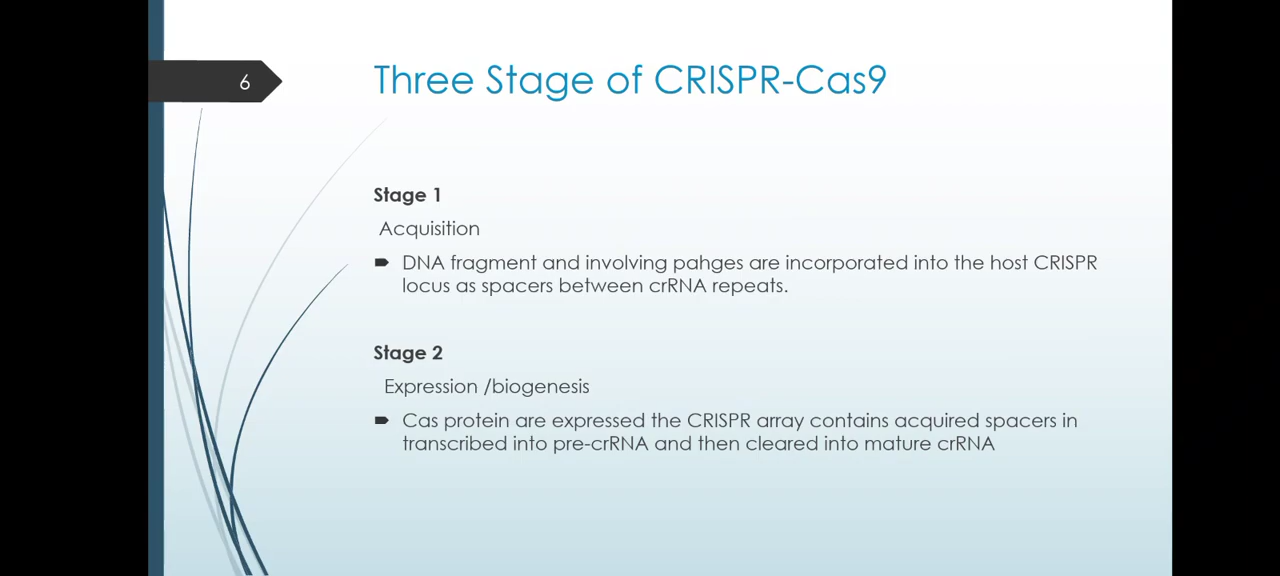 6
Three Stage of CRISPR-Cas9
Stage 1
Acquisition
DNA fragment and involving pahges are incorporated into the host CRISPR
locus as spacers between crRNA repeats.
Stage 2
Expression /biogenesis
Cas protein are expressed the CRISPR array contains acquired spacers in
transcribed into pre-crRNA and then cleared into mature crRNA